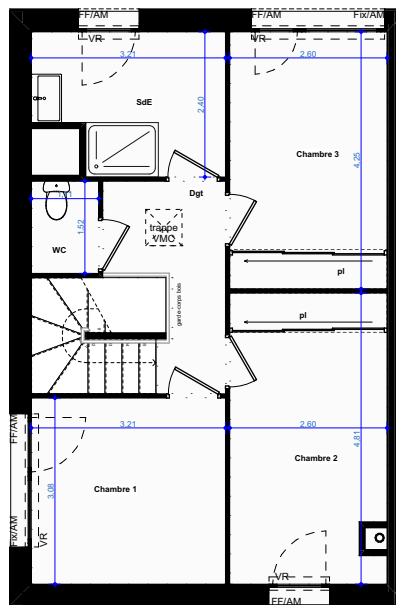 FF/AM
FF/AM
Fix/AM
VR
VR
3.21
2.60
SdE
2.40
Chambre 3
4.25
Dgt
1.52
trappe
VMC
WC
pl
garde-corps bois
pl
FF/AM
3.21
2.60
4.81
Chambre 2
Chambre 1
3.08
Fix/AM
VR
VR
FF/AM